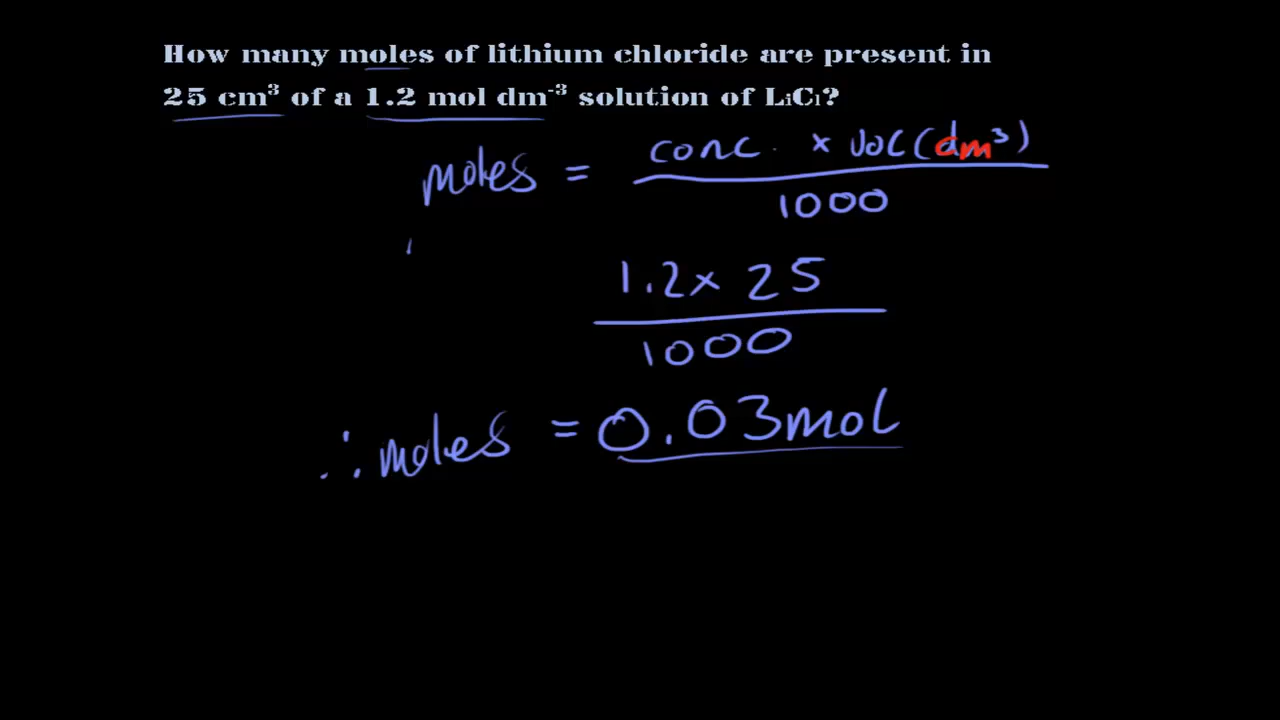 How many moles of lithium chloride are present in
25 cm³ of a 1.2 mol dm⁻³ solution of LiCl?
moles = conc. × vol (dm³)
1000
1.2 × 25
1000
∴ moles = 0.03 mol